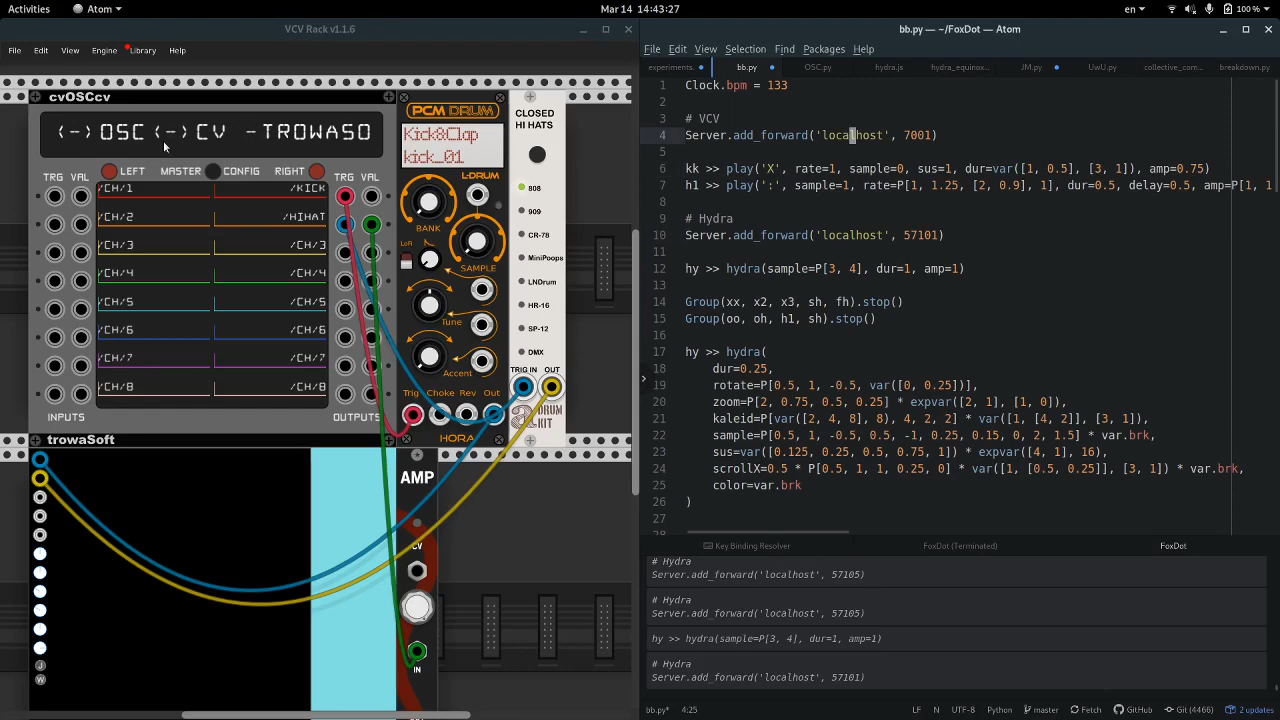 Activities
Atom
Mar 14 14:43:27
en
100 %
VCV Rack v1.1.6
File Edit View Engine Library Help
cvOSCcv
<-> OSC <-> CV - TROWASO
LEFT MASTER CONFIG RIGHT
TRG VAL
TRG VAL
/CH/1 /KICK
/CH/2 /HIHAT
/CH/3 /CH/3
/CH/4 /CH/4
/CH/5 /CH/5
/CH/6 /CH/6
/CH/7 /CH/7
/CH/8 /CH/8
INPUTS
OUTPUTS
trowaSoft
PCM DRUM
Kick&Clap
kick_01
L-DRUM
BANK
SAMPLE
LoFi
Tune
Accent
Trig Choke Rev Out
HORA
CLOSED
HI HATS
808
909
CR-78
MiniPoops
LNDrum
HR-16
SP-12
DMX
TRIG IN OUT
DRUM
KIT
AMP
CV
IN
J
W
bb.py — ~/FoxDot — Atom
File Edit View Selection Find Packages Help
experiments. bb.py OSC.py hydra.js hydra_equinox... JM.py UwU.py collective_com... breakdown.py
1 Clock.bpm = 133
2
3 # VCV
4 Server.add_forward('localhost', 7001)
5
6 kk >> play('X', rate=1, sample=0, sus=1, dur=var([1, 0.5], [3, 1]), amp=0.75)
7 h1 >> play(':', sample=1, rate=P[1, 1.25, [2, 0.9], 1], dur=0.5, delay=0.5, amp=P[1, 1
8
9 # Hydra
10 Server.add_forward('localhost', 57101)
11
12 hy >> hydra(sample=P[3, 4], dur=1, amp=1)
13
14 Group(xx, x2, x3, sh, fh).stop()
15 Group(oo, oh, h1, sh).stop()
16
17 hy >> hydra(
18 dur=0.25,
19 rotate=P[0.5, 1, -0.5, var([0, 0.25])],
20 zoom=P[2, 0.75, 0.5, 0.25] * expvar([2, 1], [1, 0]),
21 kaleid=P[var([2, 4, 8]), 4, 2, 2] * var([1, [4, 2]], [3, 1]),
22 sample=P[0.5, 1, -0.5, 0.5, -1, 0.25, 0.15, 0, 2, 1.5] * var.brk,
23 sus=var([0.125, 0.25, 0.5, 0.75, 1]) * expvar([4, 1], 16),
24 scrollX=0.5 * P[0.5, 1, 1, 0.25, 0] * var([1, [0.5, 0.25]], [3, 1]) * var.brk,
25 color=var.brk
26 )
27
28
Key Binding Resolver FoxDot (Terminated) FoxDot
# Hydra
Server.add_forward('localhost', 57105)
# Hydra
Server.add_forward('localhost', 57105)
hy >> hydra(sample=P[3, 4], dur=1, amp=1)
# Hydra
Server.add_forward('localhost', 57101)
bb.py* 4:25 LF UTF-8 Python master Fetch GitHub Git (4466) 2 updates